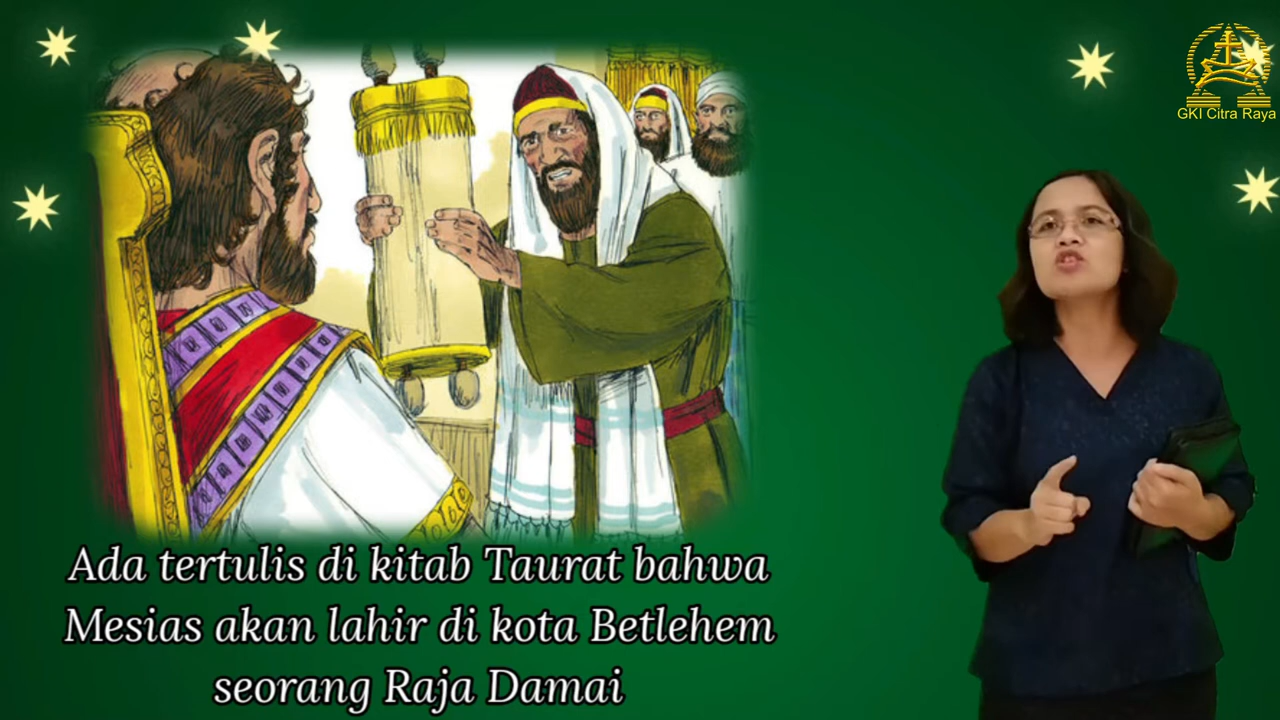 GKI Citra Raya
Ada tertulis di kitab Taurat bahwa
Mesias akan lahir di kota Betlehem
seorang Raja Damai